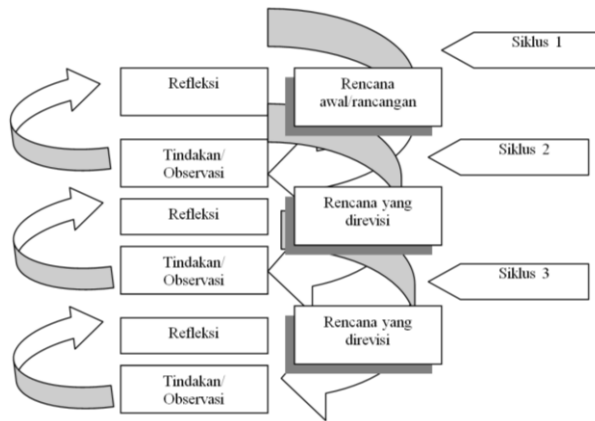 Siklus 1
Refleksi
Rencana
awal/rancangan
Tindakan/
Observasi
Siklus 2
Refleksi
Rencana yang
direvisi
Tindakan/
Observasi
Siklus 3
Refleksi
Rencana yang
direvisi
Tindakan/
Observasi